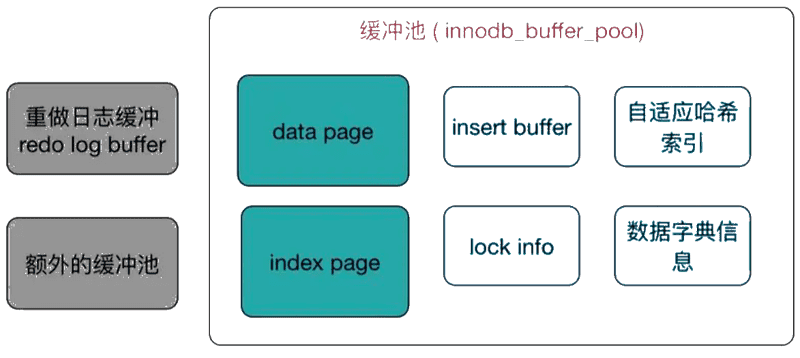 缓冲池 ( innodb_buffer_pool)
重做日志缓冲
redo log buffer
data page
insert buffer
自适应哈希
索引
额外的缓冲池
index page
lock info
数据字典信
息